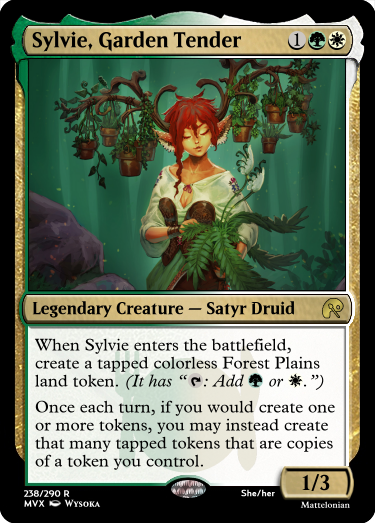 Sylvie, Garden Tender 1
Legendary Creature — Satyr Druid
When Sylvie enters the battlefield,
create a tapped colorless Forest Plains
land token. (It has “: Add or .”)
Once each turn, if you would create one
or more tokens, you may instead create
that many tapped tokens that are copies
of a token you control.
1/3
238/290 R She/her
MVX WYSOKA Mattelonian